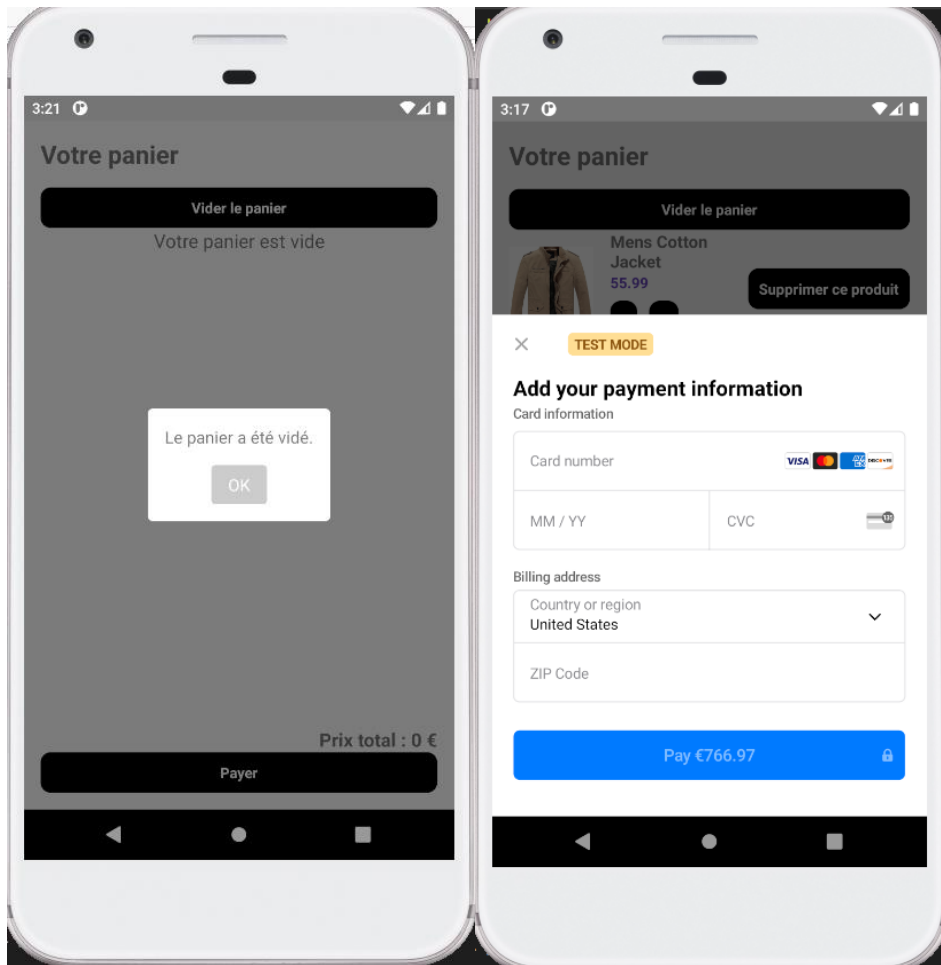 3:21
Votre panier
Vider le panier
Votre panier est vide
Le panier a été vidé.
OK
Prix total : 0 €
Payer
3:17
Votre panier
Vider le panier
Mens Cotton
Jacket
55.99
Supprimer ce produit
TEST MODE
Add your payment information
Card information
Card number
VISA
MM / YY
CVC
Billing address
Country or region
United States
ZIP Code
Pay €766.97